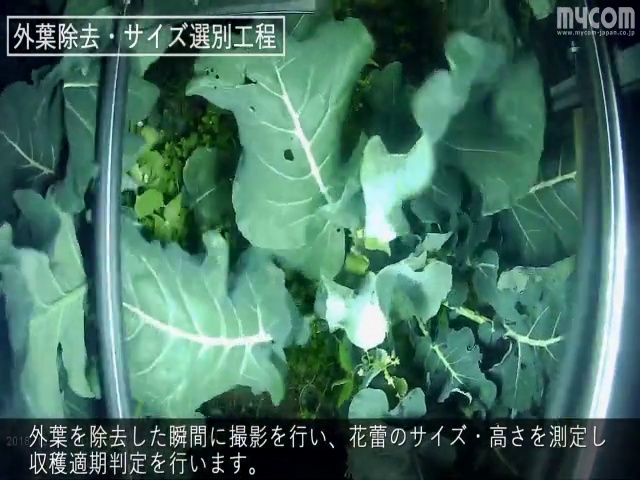 外葉除去・サイズ選別工程
mycom
www.mycom-japan.co.jp
外葉を除去した瞬間に撮影を行い、花蕾のサイズ・高さを測定し
収穫適期判定を行います。